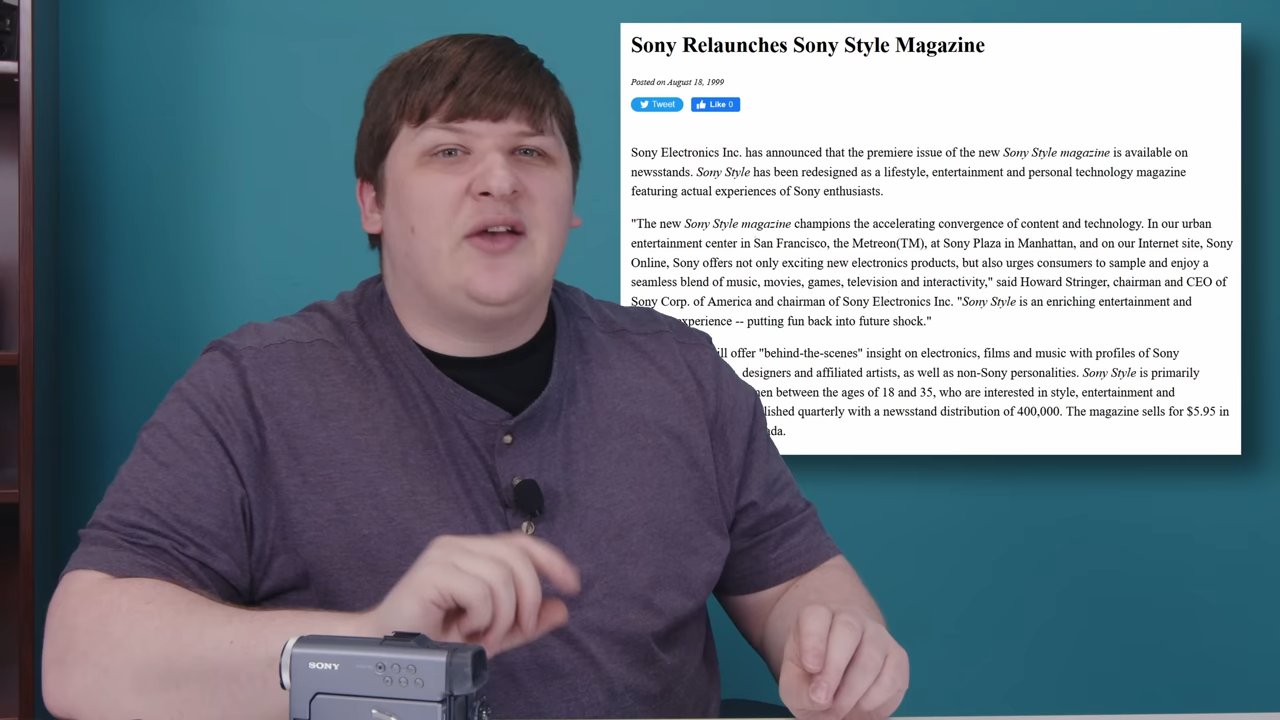 Sony Relaunches Sony Style Magazine
Posted on August 18, 1999
Tweet
Like 0
Sony Electronics Inc. has announced that the premiere issue of the new Sony Style magazine is available on
newsstands. Sony Style has been redesigned as a lifestyle, entertainment and personal technology magazine
featuring actual experiences of Sony enthusiasts.
"The new Sony Style magazine champions the accelerating convergence of content and technology. In our urban
entertainment center in San Francisco, the Metreon(TM), at Sony Plaza in Manhattan, and on our Internet site, Sony
Online, Sony offers not only exciting new electronics products, but also urges consumers to sample and enjoy a
seamless blend of music, movies, games, television and interactivity," said Howard Stringer, chairman and CEO of
Sony Corp. of America and chairman of Sony Electronics Inc. "Sony Style is an enriching entertainment and
experience -- putting fun back into future shock."
offer "behind-the-scenes" insight on electronics, films and music with profiles of Sony
designers and affiliated artists, as well as non-Sony personalities. Sony Style is primarily
between the ages of 18 and 35, who are interested in style, entertainment and
quarterly with a newsstand distribution of 400,000. The magazine sells for $5.95 in
SONY